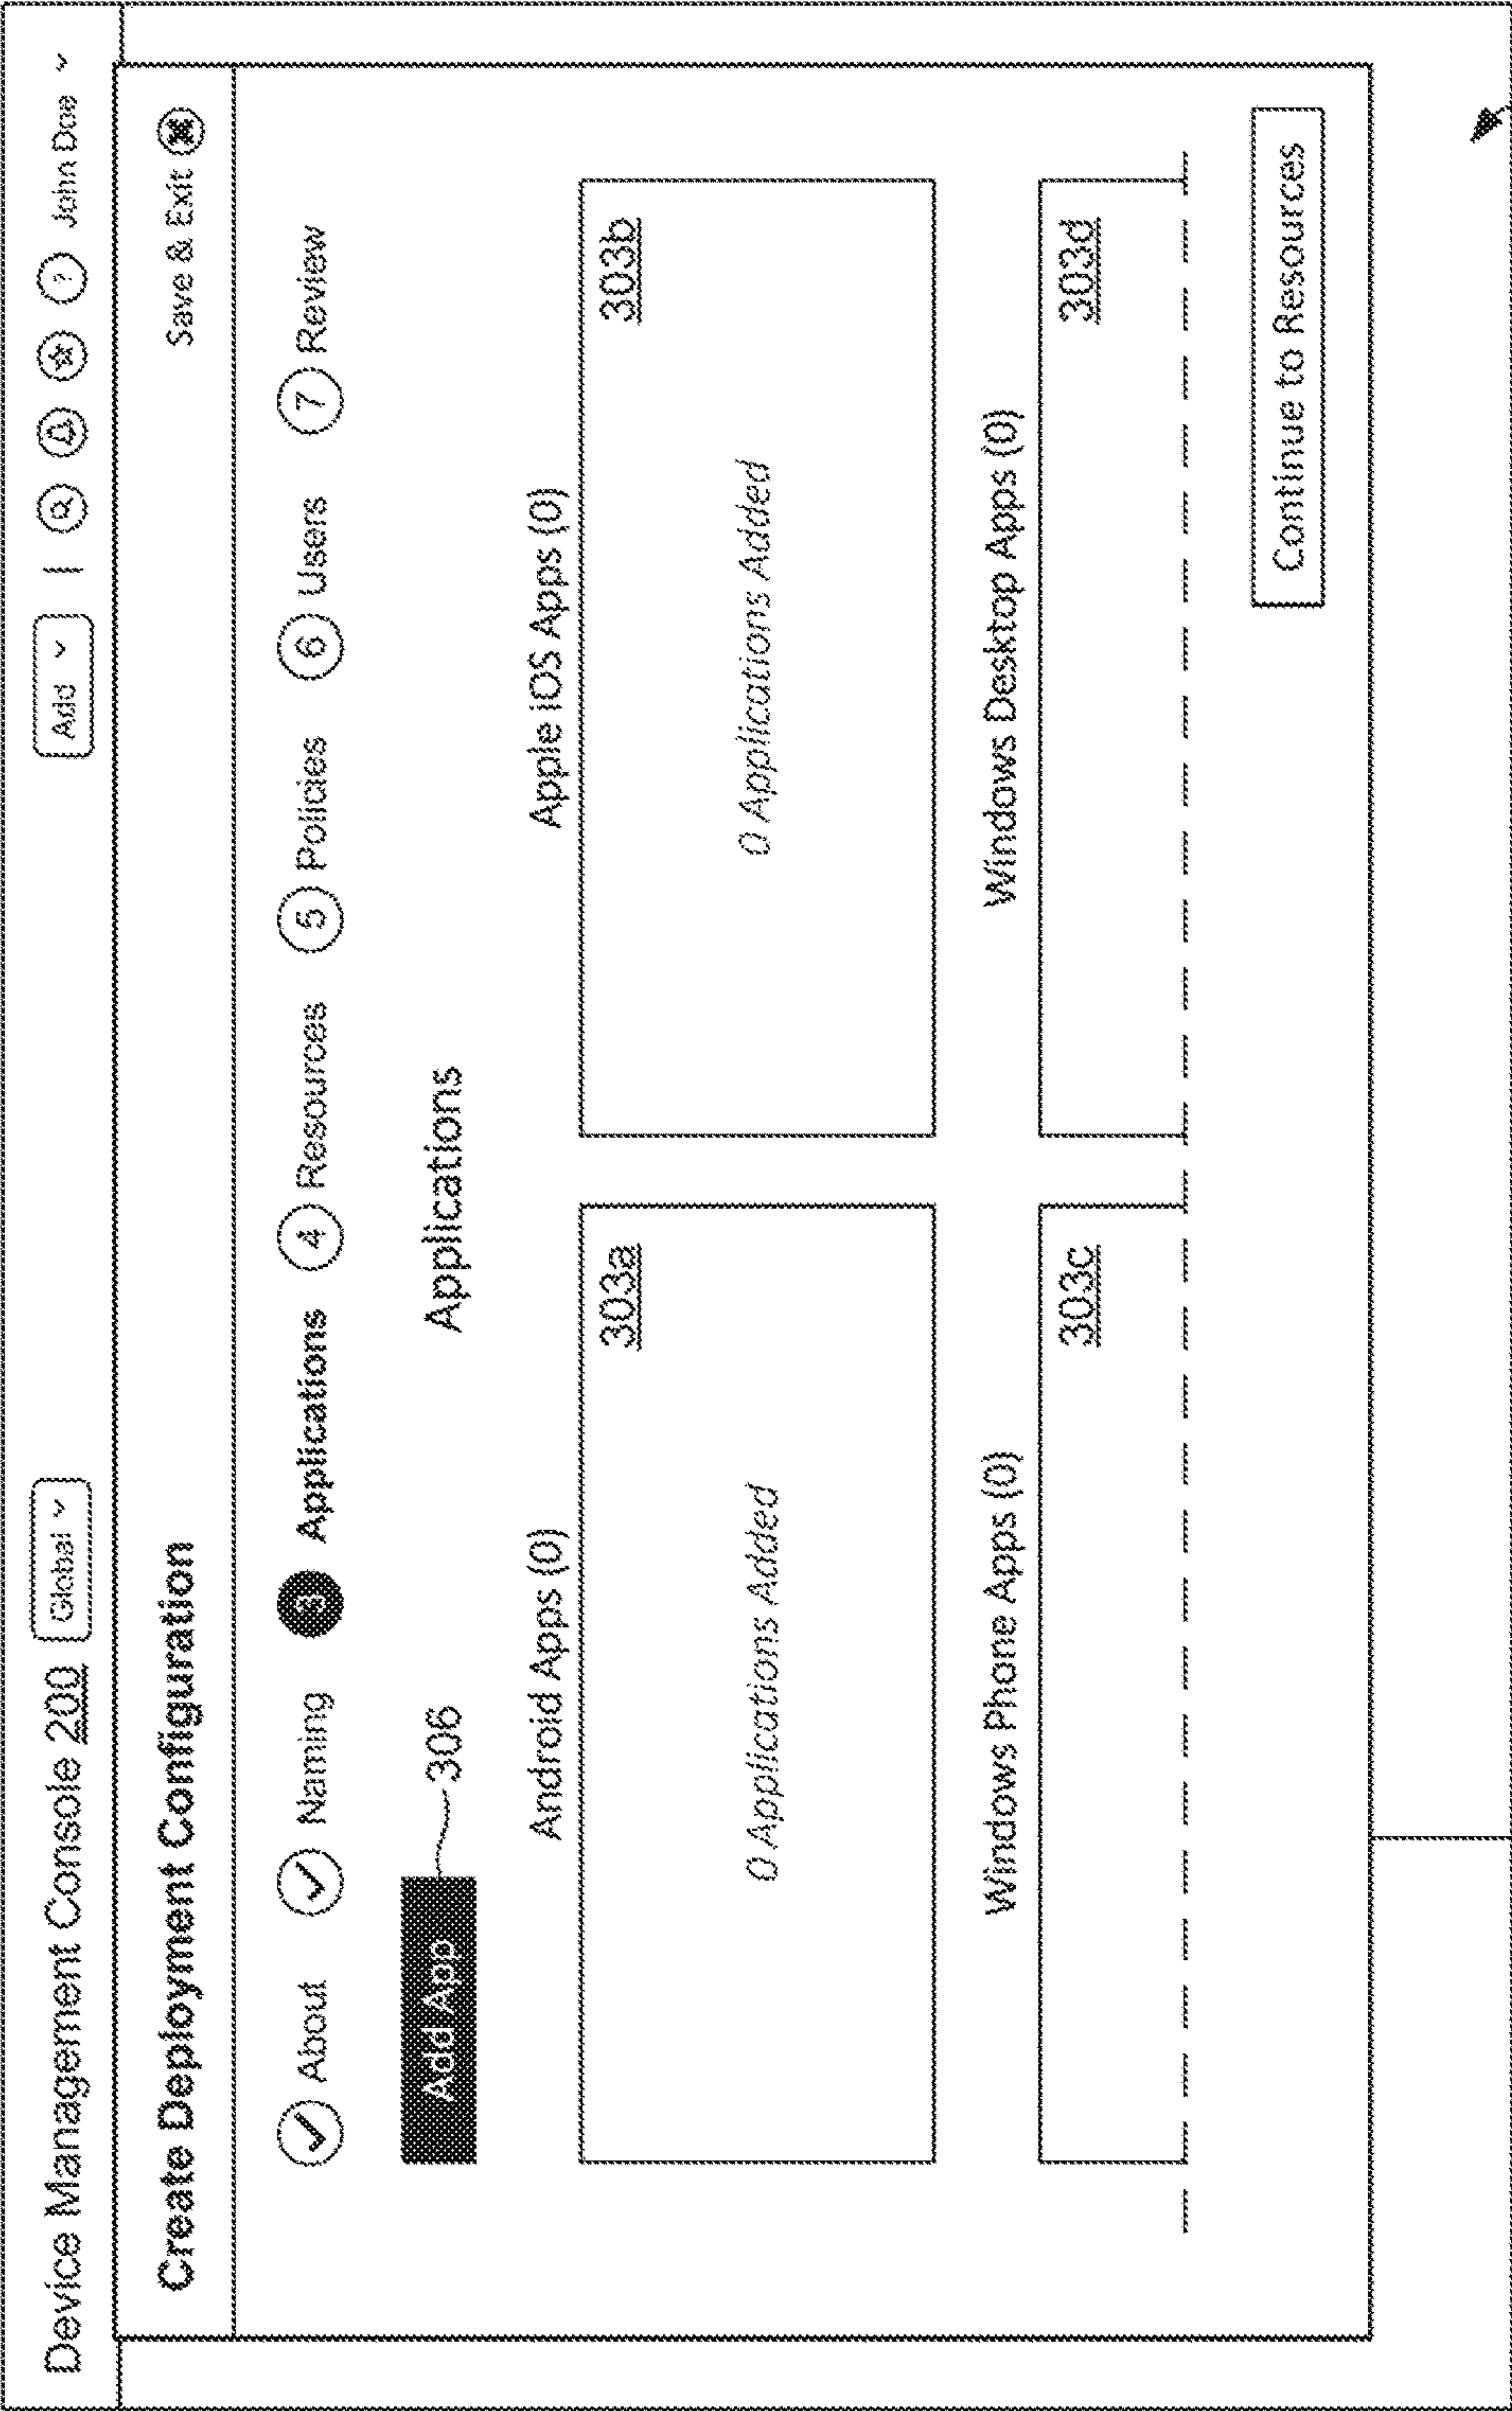 Device Management Console 200 Global Add | ? John Doe
Create Deployment Configuration Save & Exit
About Naming 3 Applications 4 Resources 5 Policies 6 Users 7 Review
Add App 306 Applications
Android Apps (0) Apple iOS Apps (0)
303a 303b
0 Applications Added 0 Applications Added
Windows Phone Apps (0) Windows Desktop Apps (0)
303c 303d
Continue to Resources